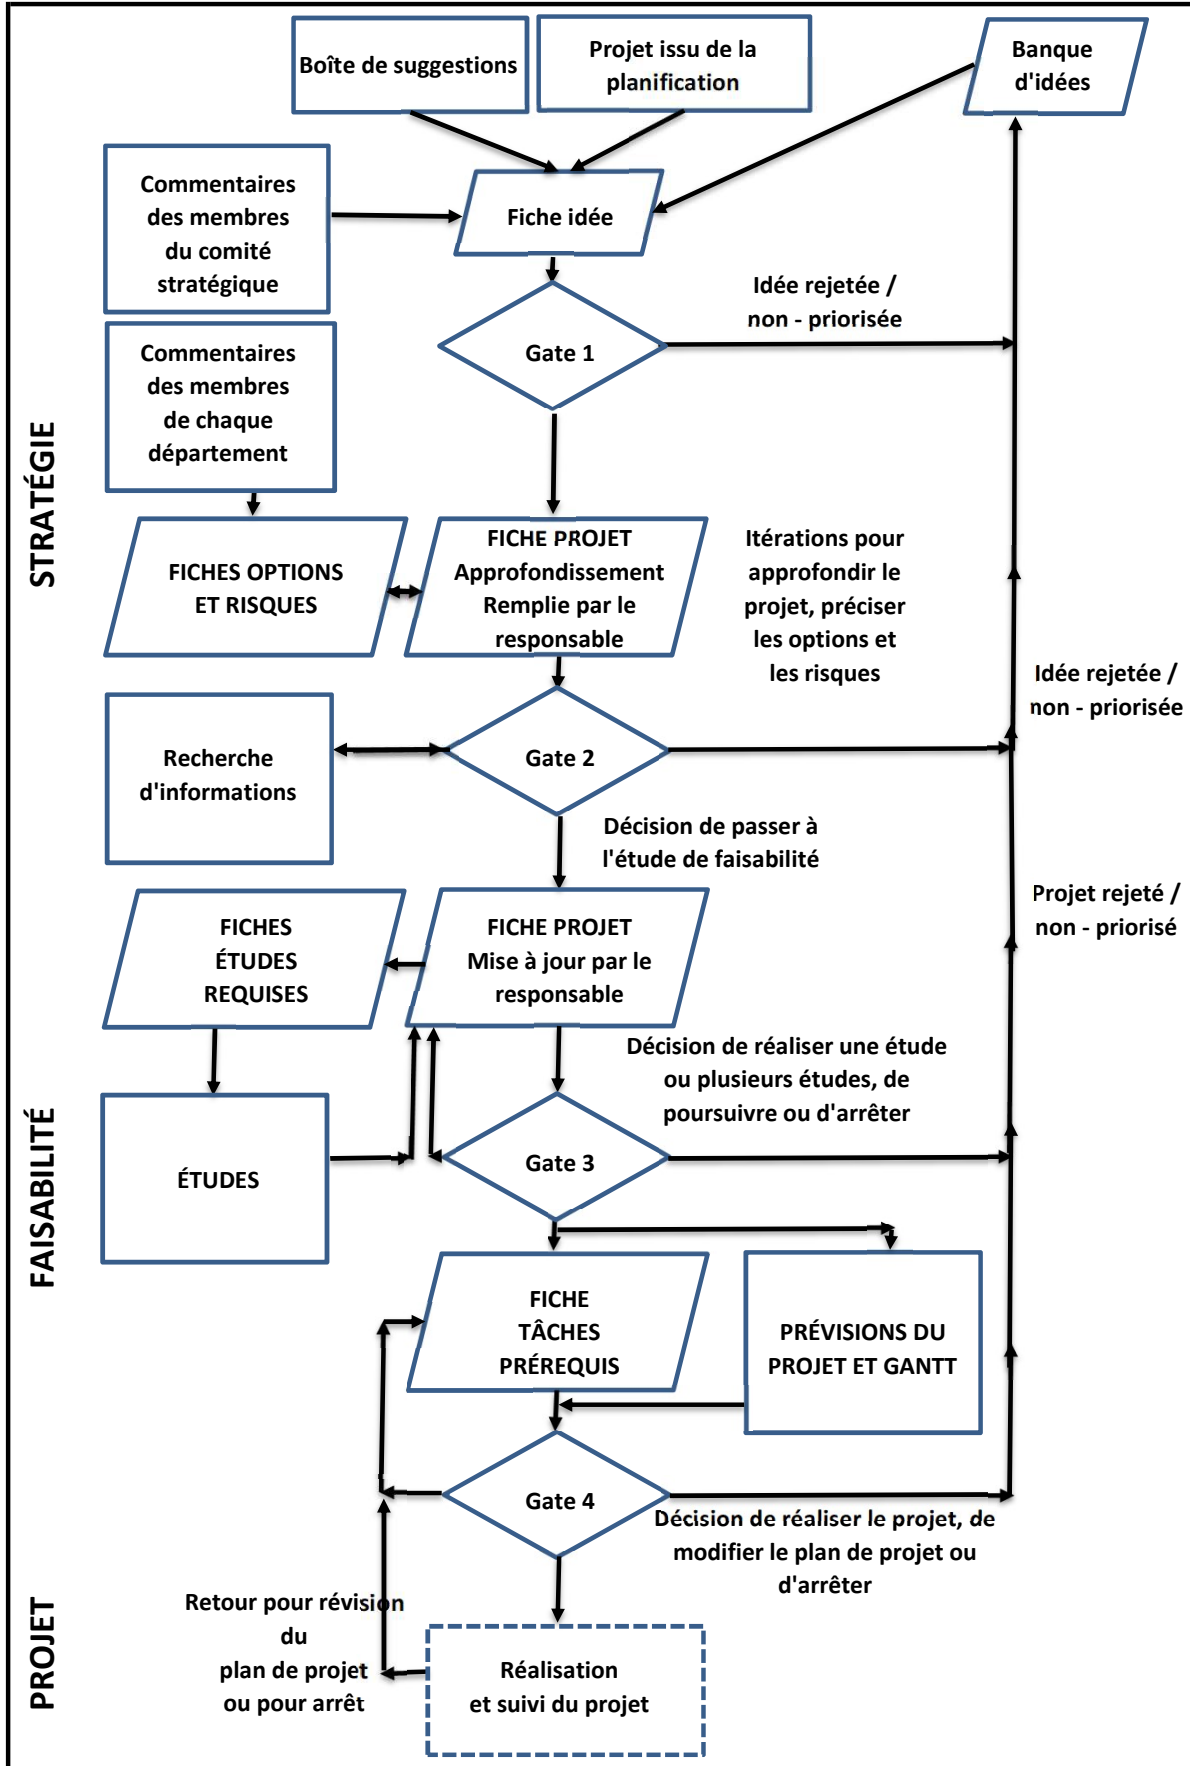 Boîte de suggestions
Projet issu de la
planification
Banque
d'idées
Commentaires
des membres
du comité
stratégique
Fiche idée
Idée rejetée /
non - priorisée
Gate 1
Commentaires
des membres
de chaque
département
STRATÉGIE
FICHES OPTIONS
ET RISQUES
FICHE PROJET
Approfondissement
Remplie par le
responsable
Itérations pour
approfondir le
projet, préciser
les options et
les risques
Idée rejetée /
non - priorisée
Recherche
d'informations
Gate 2
Décision de passer à
l'étude de faisabilité
Projet rejeté /
non - priorisé
FICHES
ÉTUDES
REQUISES
FICHE PROJET
Mise à jour par le
responsable
Décision de réaliser une étude
ou plusieurs études, de
poursuivre ou d'arrêter
FAISABILITÉ
ÉTUDES
Gate 3
FICHE
TÂCHES
PRÉREQUIS
PRÉVISIONS DU
PROJET ET GANTT
Gate 4
Décision de réaliser le projet, de
modifier le plan de projet ou
d'arrêter
PROJET
Retour pour révision
du
plan de projet
ou pour arrêt
Réalisation
et suivi du projet